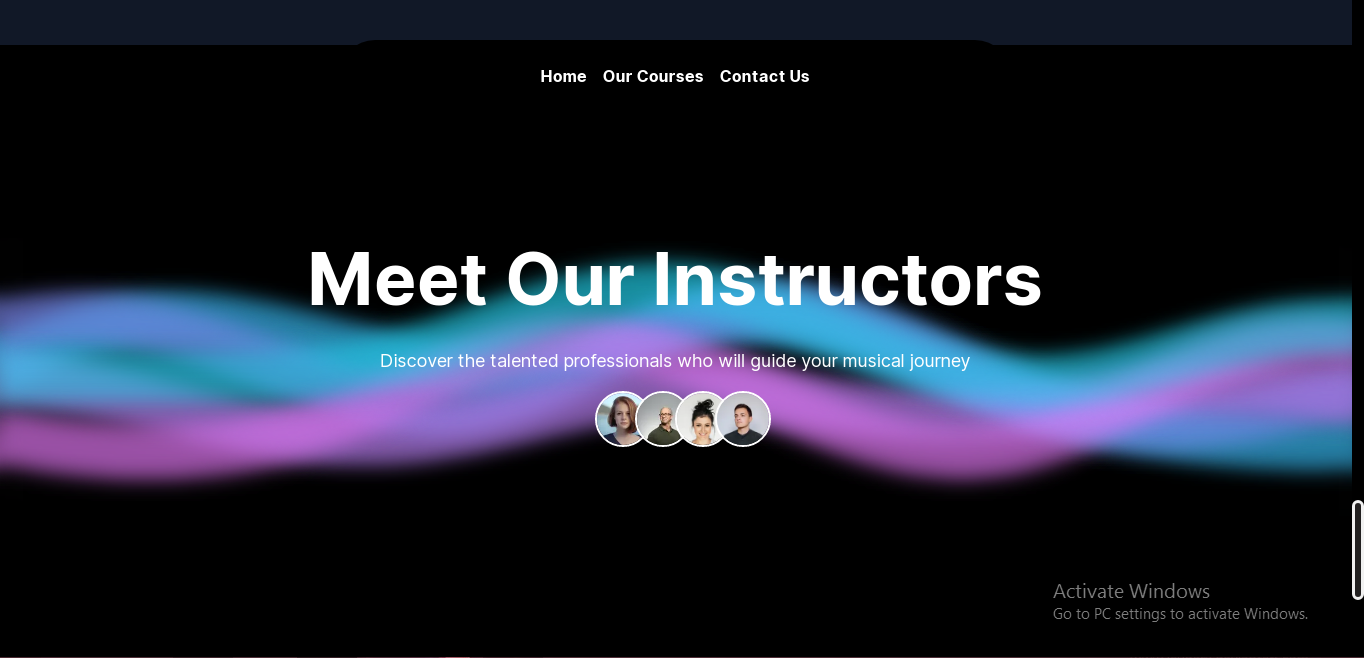 Home Our Courses Contact Us
Meet Our Instructors
Discover the talented professionals who will guide your musical journey
Activate Windows
Go to PC settings to activate Windows.